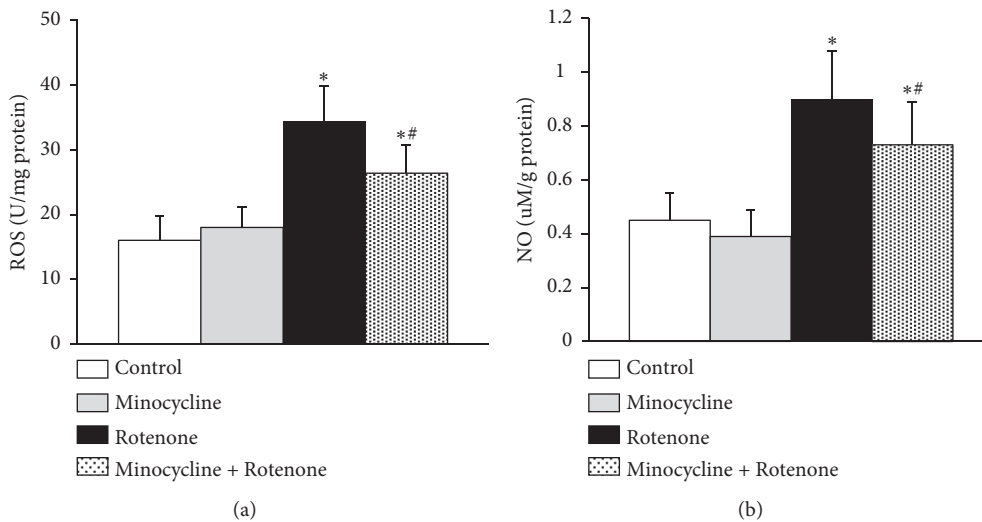 50
40
30
20
10
0
ROS (U/mg protein)
*
*#
Control
Minocycline
Rotenone
Minocycline + Rotenone
(a)
1.2
1
0.8
0.6
0.4
0.2
0
NO (uM/g protein)
*
*#
Control
Minocycline
Rotenone
Minocycline + Rotenone
(b)